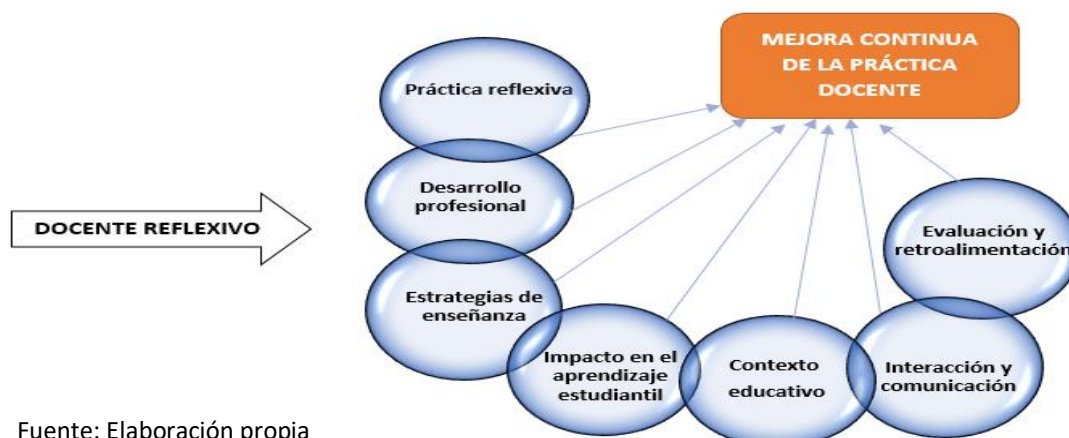 MEJORA CONTINUA
DE LA PRÁCTICA
DOCENTE
Práctica reflexiva
Desarrollo
profesional
DOCENTE REFLEXIVO
Evaluación y
retroalimentación
Estrategias de
enseñanza
Impacto en el
aprendizaje
estudiantil
Contexto
educativo
Interacción y
comunicación
Fuente: Elaboración propia